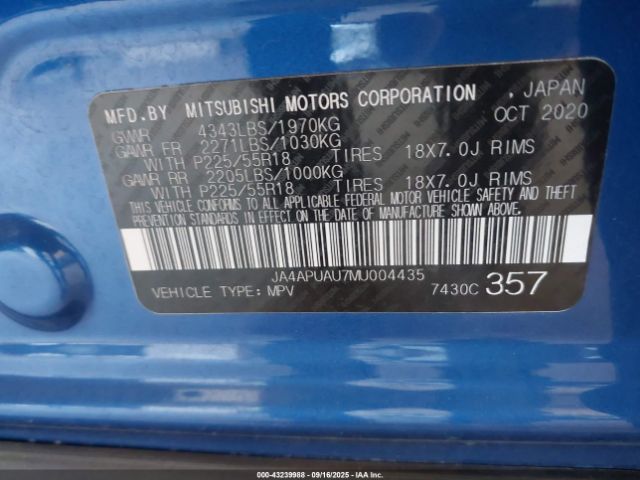 MFD.BY MITSUBISHI MOTORS CORPORATION , JAPAN
GVWR 4343LBS/1970KG OCT 2020
GAWR FR 2271LBS/1030KG
WITH P225/55R18 TIRES 18X7.0J RIMS
GAWR RR 2205LBS/1000KG
WITH P225/55R18 TIRES 18X7.0J RIMS
THIS VEHICLE CONFORMS TO ALL APPLICABLE FEDERAL MOTOR VEHICLE SAFETY AND THEFT
PREVENTION STANDARDS IN EFFECT ON THE DATE OF MANUFACTURE SHOWN ABOVE.
JA4APUAU7MU004435
VEHICLE TYPE: MPV 7430C 357
000-43239988 09/16/2025 IAA, Inc.